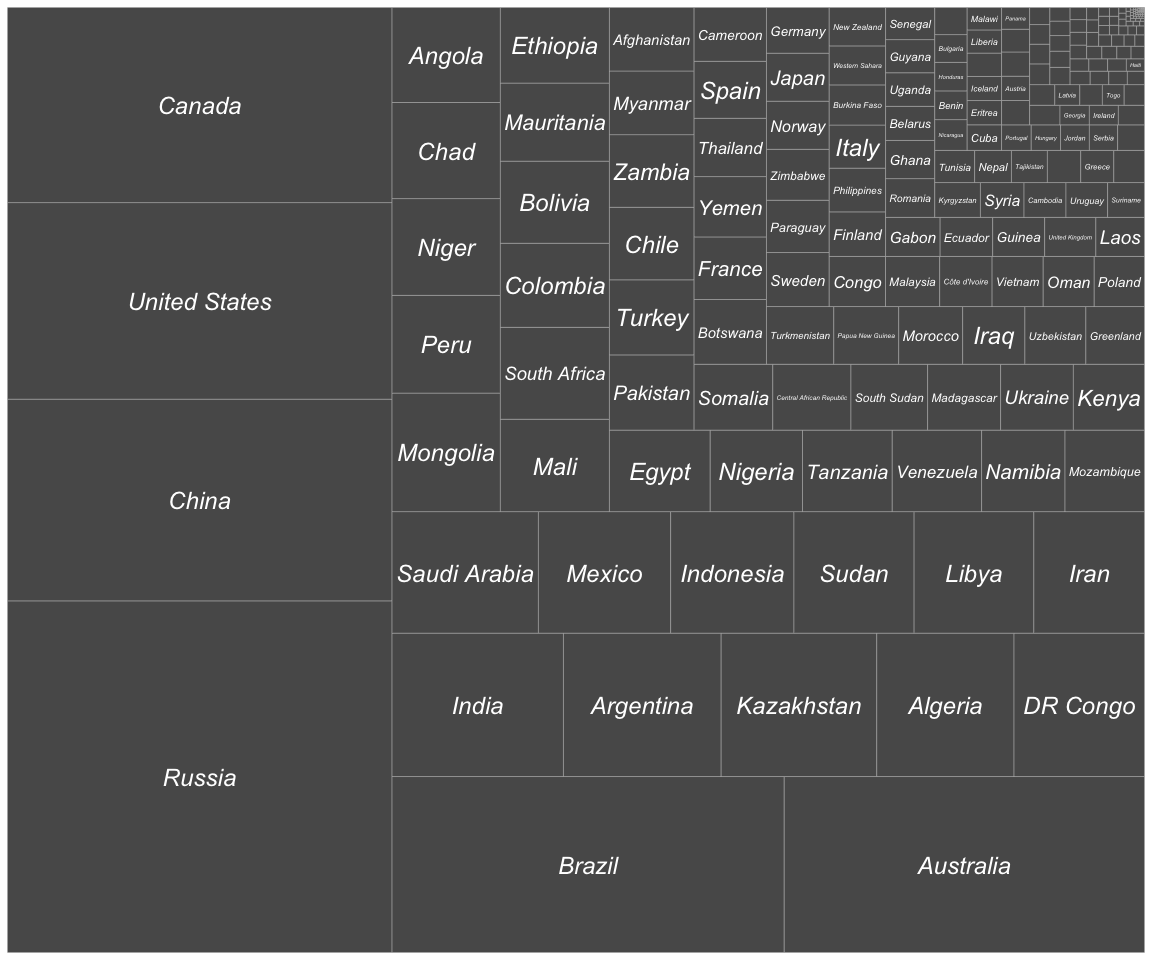 Canada
United States
China
Russia
Angola
Chad
Niger
Peru
Mongolia
Ethiopia
Mauritania
Bolivia
Colombia
South Africa
Mali
Afghanistan
Myanmar
Zambia
Chile
Turkey
Pakistan
Cameroon
Spain
Thailand
Yemen
France
Botswana
Germany
Japan
Norway
Zimbabwe
Paraguay
Sweden
New Zealand
Western Sahara
Burkina Faso
Italy
Philippines
Finland
Congo
Senegal
Guyana
Uganda
Belarus
Ghana
Romania
Bulgaria
Honduras
Benin
Nicaragua
Malawi
Liberia
Iceland
Eritrea
Cuba
Panama
Austria
Portugal
Hungary
Jordan
Serbia
Haiti
Latvia
Togo
Georgia
Ireland
Tunisia
Nepal
Tajikistan
Greece
Kyrgyzstan
Syria
Cambodia
Uruguay
Suriname
Gabon
Ecuador
Guinea
United Kingdom
Laos
Malaysia
Côte d'Ivoire
Vietnam
Oman
Poland
Turkmenistan
Papua New Guinea
Morocco
Iraq
Uzbekistan
Greenland
Somalia
Central African Republic
South Sudan
Madagascar
Ukraine
Kenya
Egypt
Nigeria
Tanzania
Venezuela
Namibia
Mozambique
Saudi Arabia
Mexico
Indonesia
Sudan
Libya
Iran
India
Argentina
Kazakhstan
Algeria
DR Congo
Brazil
Australia